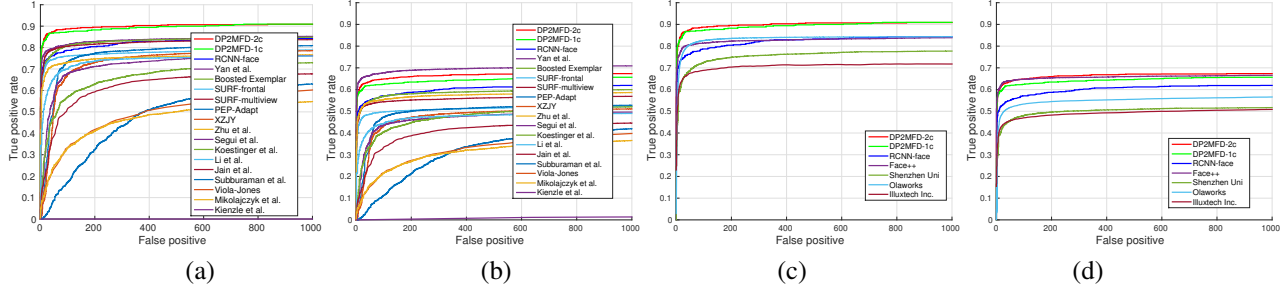 True positive rate
1
0.9
0.8
0.7
0.6
0.5
0.4
0.3
0.2
0.1
0
0 200 400 600 800 1000
False positive
DP2MFD-2c
DP2MFD-1c
RCNN-face
Yan et al.
Boosted Exemplar
SURF-frontal
SURF-multiview
PEP-Adapt
XZJY
Zhu et al.
Segui et al.
Koestinger et al.
Li et al.
Jain et al.
Subburaman et al.
Viola-Jones
Mikolajczyk et al.
Kienzle et al.
(a)
True positive rate
1
0.9
0.8
0.7
0.6
0.5
0.4
0.3
0.2
0.1
0
0 200 400 600 800 1000
False positive
DP2MFD-2c
DP2MFD-1c
RCNN-face
Yan et al.
Boosted Exemplar
SURF-frontal
SURF-multiview
PEP-Adapt
XZJY
Zhu et al.
Segui et al.
Koestinger et al.
Li et al.
Jain et al.
Subburaman et al.
Viola-Jones
Mikolajczyk et al.
Kienzle et al.
(b)
True positive rate
1
0.9
0.8
0.7
0.6
0.5
0.4
0.3
0.2
0.1
0
0 200 400 600 800 1000
False positive
DP2MFD-2c
DP2MFD-1c
RCNN-face
Face++
Shenzhen Uni
Olaworks
Illuxtech Inc.
(c)
True positive rate
1
0.9
0.8
0.7
0.6
0.5
0.4
0.3
0.2
0.1
0
0 200 400 600 800 1000
False positive
DP2MFD-2c
DP2MFD-1c
RCNN-face
Face++
Shenzhen Uni
Olaworks
Illuxtech Inc.
(d)